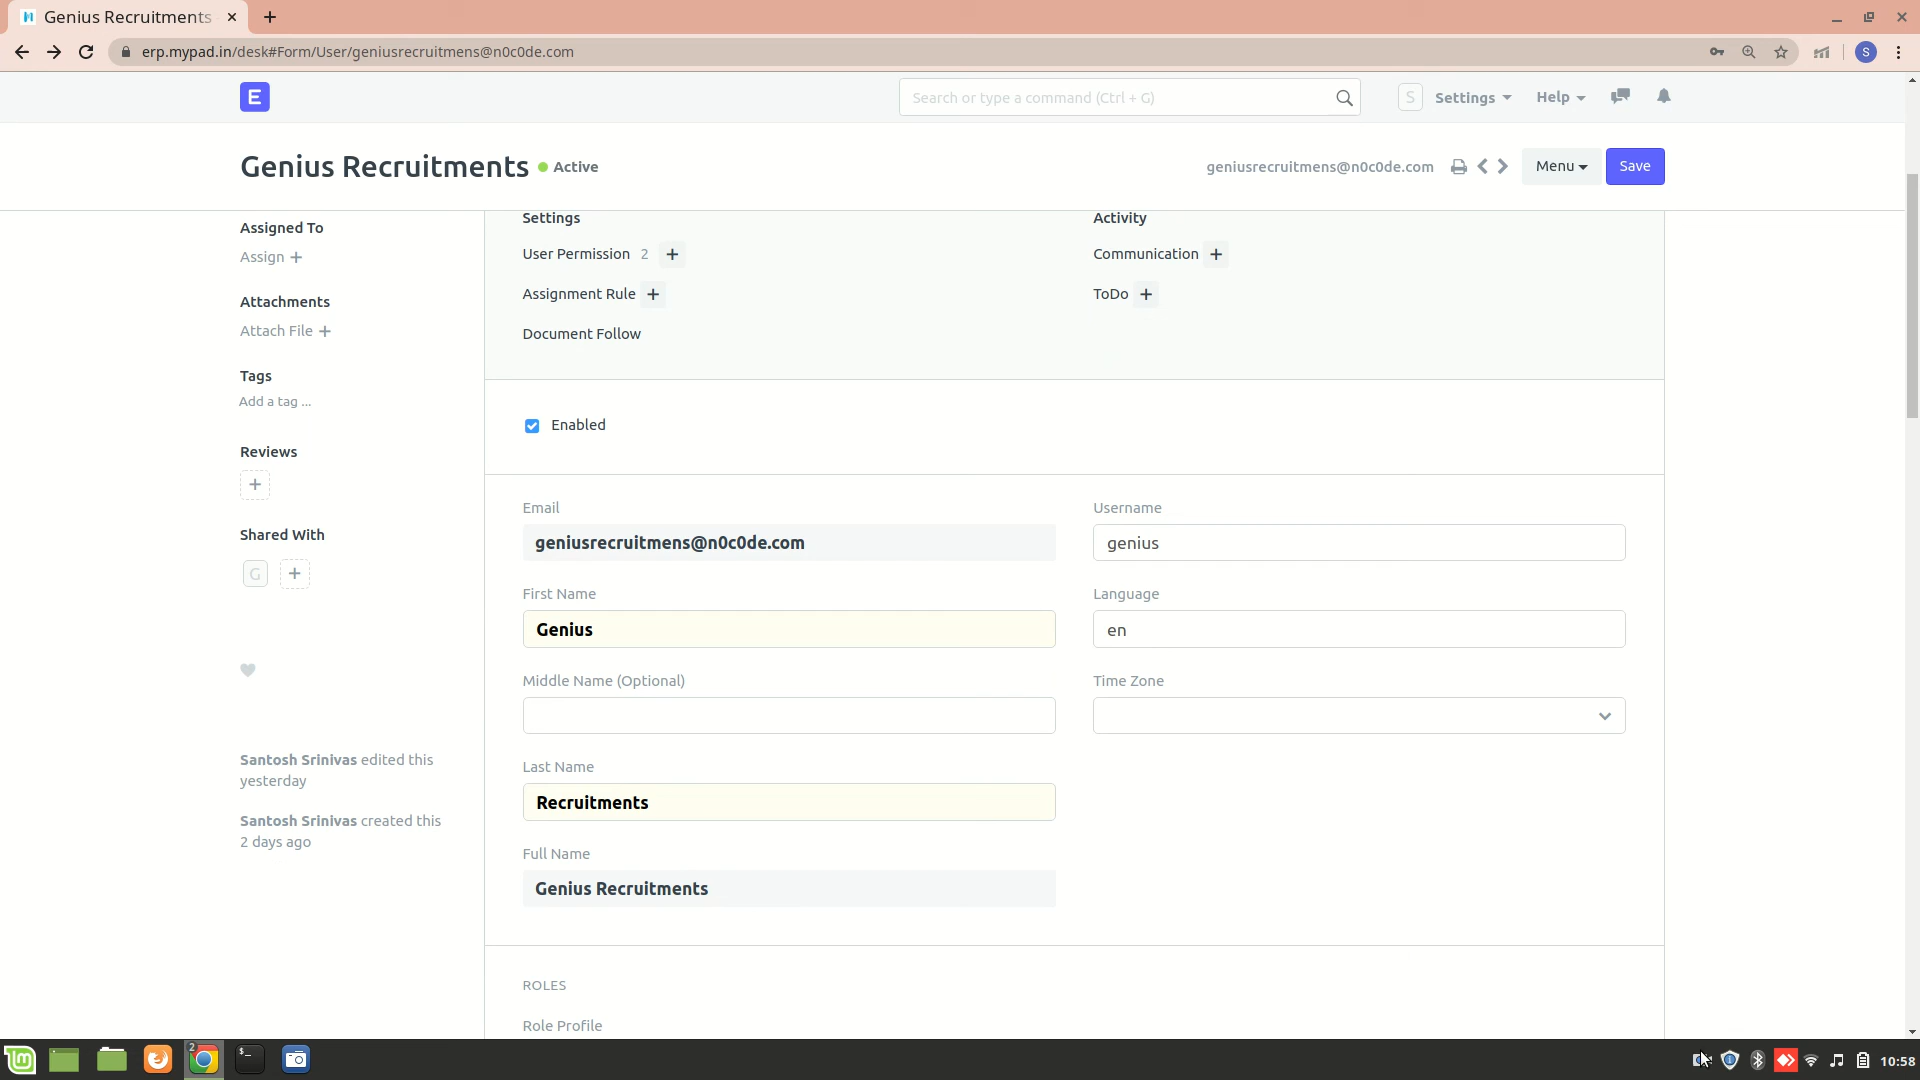 Genius Recruitments
erp.mypad.in/desk#Form/User/geniusrecruitmens@n0c0de.com
S
E
Search or type a command (Ctrl + G)
S Settings Help
Genius Recruitments Active
geniusrecruitmens@n0c0de.com
Menu Save
Assigned To
Assign +
Attachments
Attach File +
Tags
Add a tag ...
Reviews
+
Shared With
G +
Santosh Srinivas edited this
yesterday
Santosh Srinivas created this
2 days ago
Settings
User Permission 2 +
Assignment Rule +
Document Follow
Activity
Communication +
ToDo +
Enabled
Email
geniusrecruitmens@n0c0de.com
First Name
Genius
Middle Name (Optional)
Last Name
Recruitments
Full Name
Genius Recruitments
Username
genius
Language
en
Time Zone
ROLES
Role Profile
2
10:58